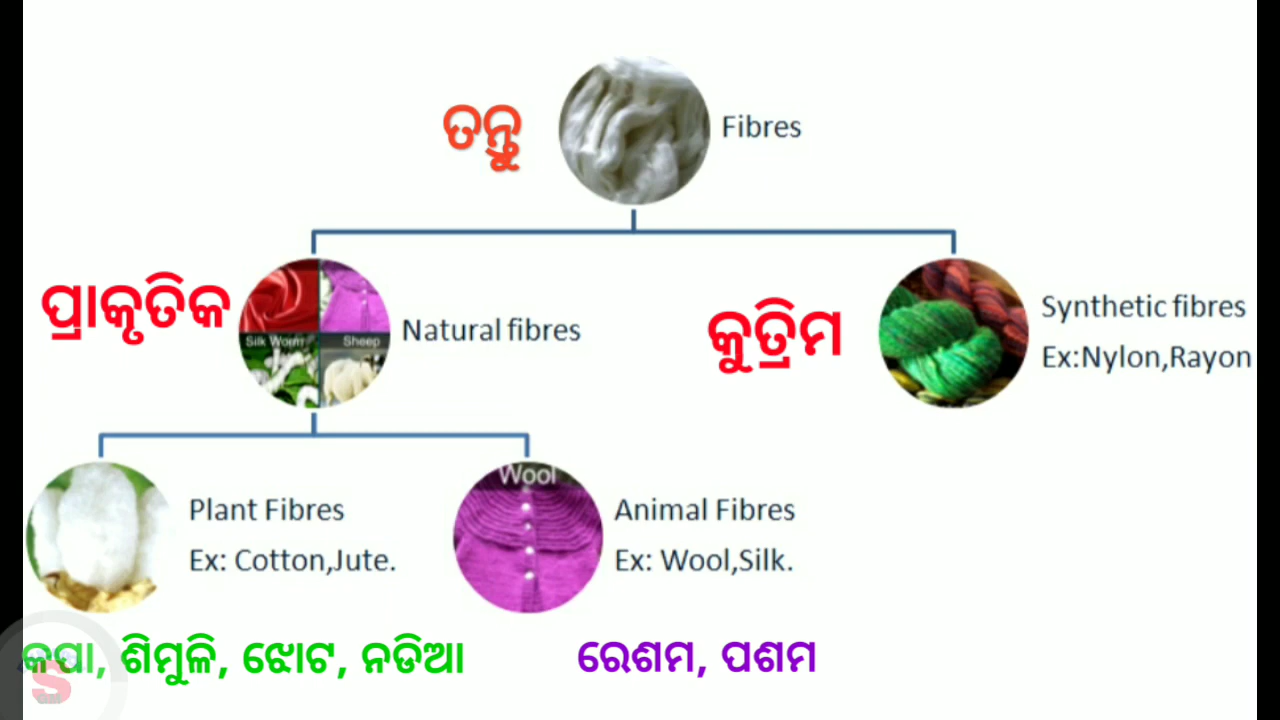 ତନ୍ତୁ
Fibres
ପ୍ରାକୃତିକ
Silk Worm
Sheep
Natural fibres
କୁତ୍ରିମ
Synthetic fibres
Ex:Nylon,Rayon
Plant Fibres
Ex: Cotton,Jute.
Wool
Animal Fibres
Ex: Wool,Silk.
କପା, ଶିମୁଳି, ଝୋଟ, ନଡିଆ
ରେଶମ, ପଶମ